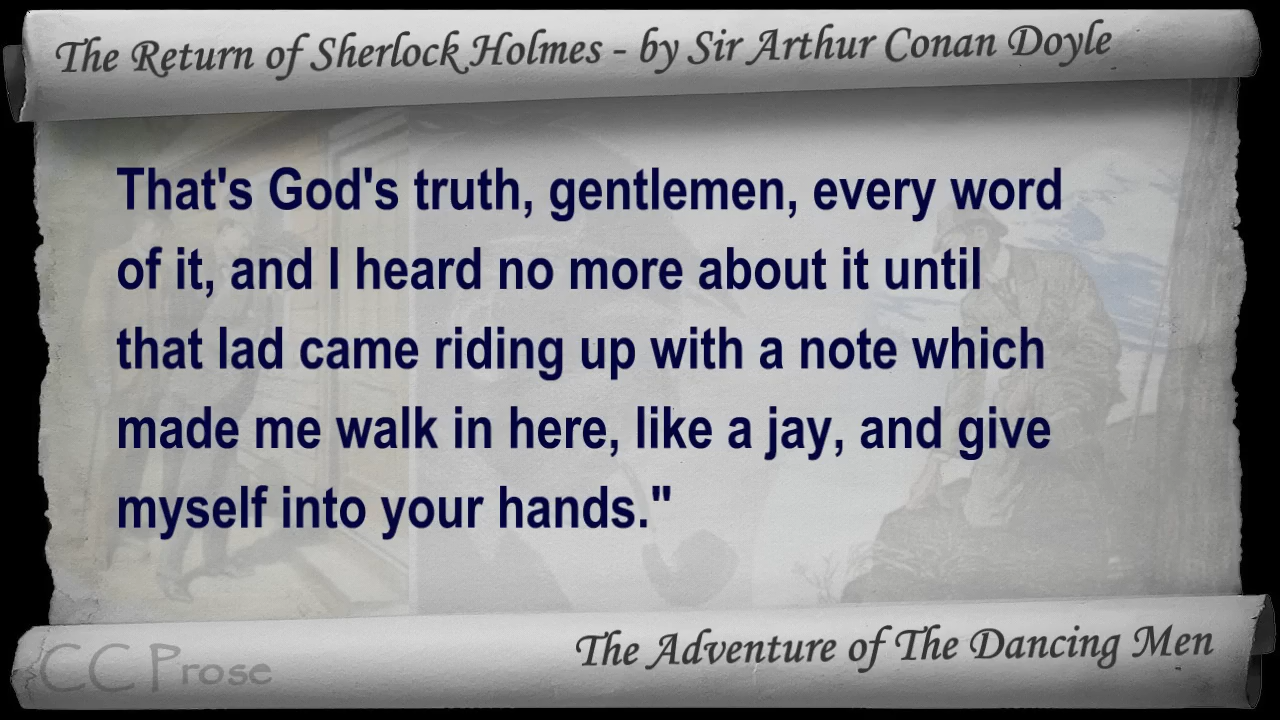 The Return of Sherlock Holmes - by Sir Arthur Conan Doyle
That's God's truth, gentlemen, every word
of it, and I heard no more about it until
that lad came riding up with a note which
made me walk in here, like a jay, and give
myself into your hands."
The Adventure of The Dancing Men
CC Prose